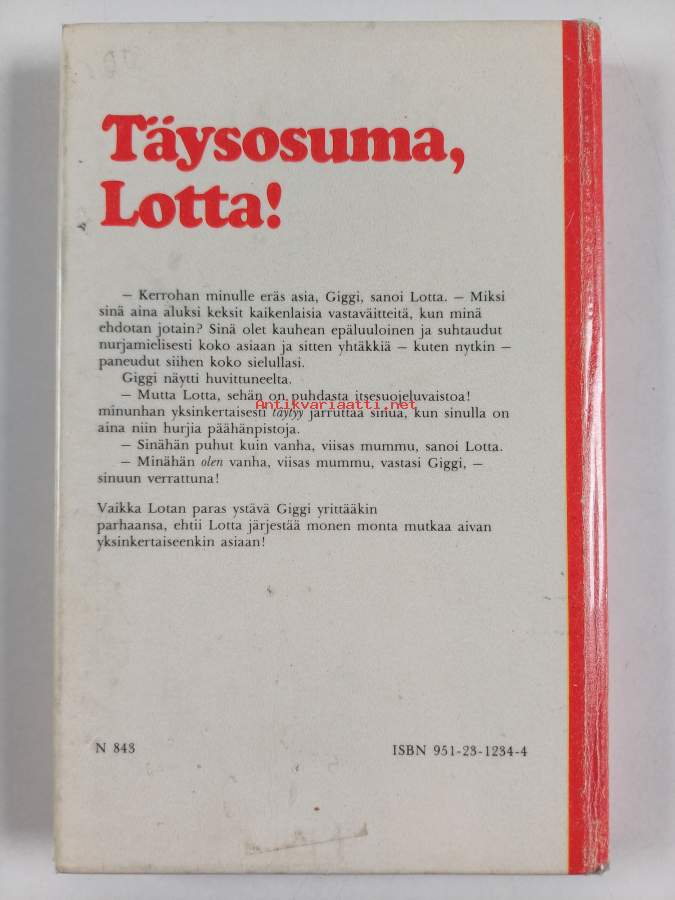 Täysosuma,
Lotta!
— Kerrohan minulle eräs asia, Giggi, sanoi Lotta. — Miksi
sinä aina aluksi keksit kaikenlaisia vastaväitteitä, kun minä
ehdotan jotain? Sinä olet kauhean epäluuloinen ja suhtaudut
nurjamielisesti koko asiaan ja sitten yhtäkkiä — kuten nytkin —
paneudut siihen koko sielullasi.
Giggi näytti huvittuneelta.
— Mutta Lotta, sehän on puhdasta itsesuojeluvaistoa!
Antikvariaatti.net
minunhan yksinkertaisesti täytyy jarruttaa sinua, kun sinulla on
aina niin hurjia päähänpistoja.
— Sinähän puhut kuin vanha, viisas mummu, sanoi Lotta.
— Minähän olen vanha, viisas mummu, vastasi Giggi, —
sinuun verrattuna!
Vaikka Lotan paras ystävä Giggi yrittääkin
parhaansa, ehtii Lotta järjestää monen monta mutkaa aivan
yksinkertaiseenkin asiaan!
N 843 ISBN 951-23-1234-4